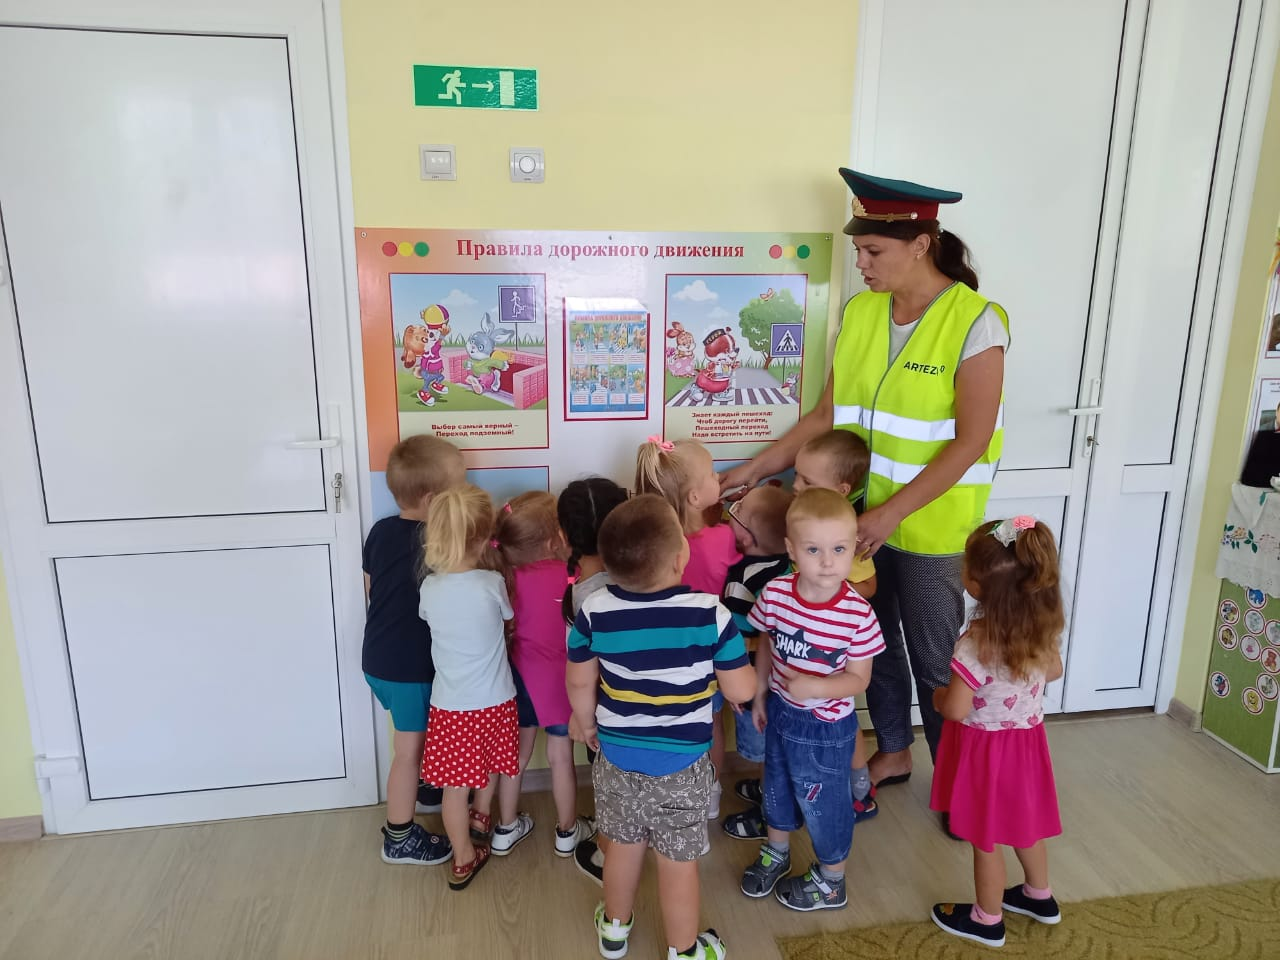 Правила дорожного движения
Выбор самый верный –
Переход подземный!
Знает каждый пешеход:
Чтоб дорогу перейти,
Пешеходный переход
Надо встретить на пути!
ARTEZ
SHARK
7